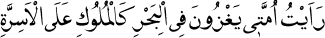 رَاَيْتُ اُمَّتٖى يَغْزُونَ فِى الْبَحْرِ كَالْمُلُوكِ عَلَى الْاَسِرَّةِ